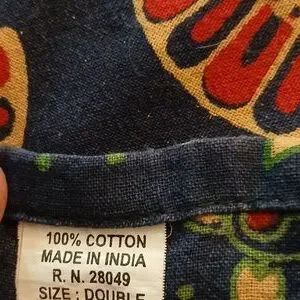 100% COTTON
MADE IN INDIA
R. N. 28049
SIZE : DOUBLE